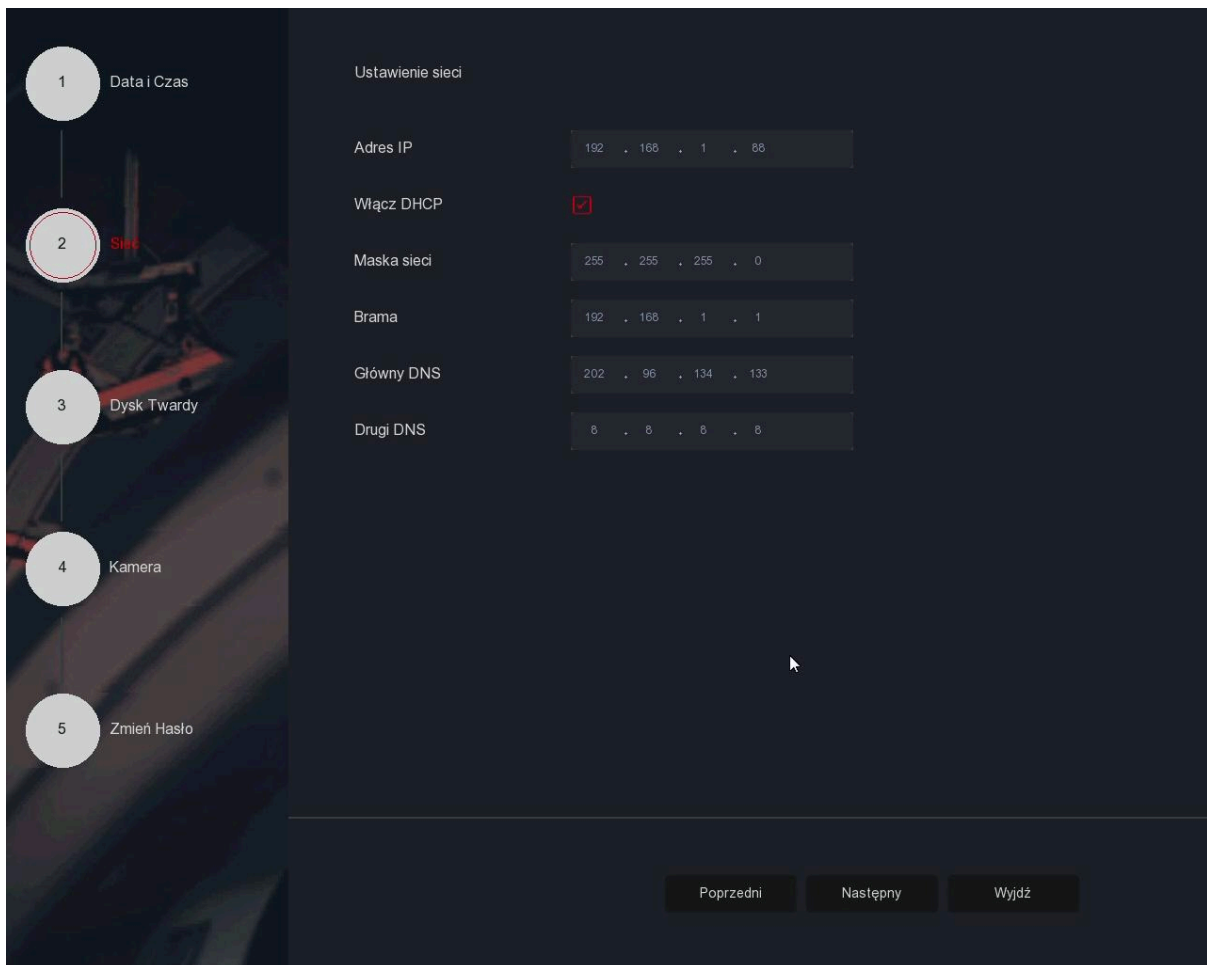 1 Data i Czas
2 Sieć
3 Dysk Twardy
4 Kamera
5 Zmień Hasło
Ustawienie sieci
Adres IP 192 . 168 . 1 . 88
Włącz DHCP
Maska sieci 255 . 255 . 255 . 0
Brama 192 . 168 . 1 . 1
Główny DNS 202 . 96 . 134 . 133
Drugi DNS 8 . 8 . 8 . 8
Poprzedni Następny Wyjdź